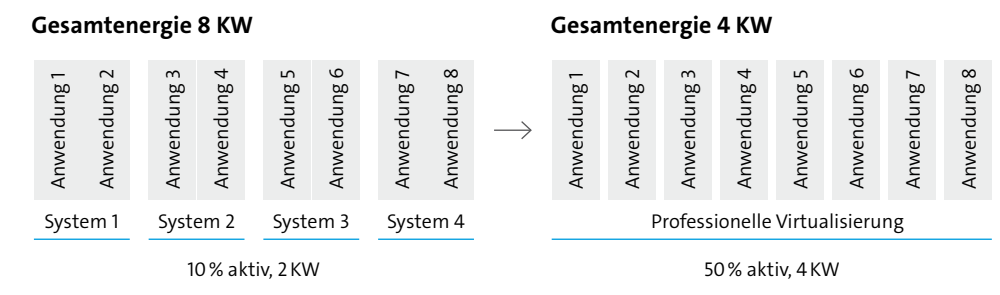 Gesamtenergie 8 KW
Anwendung 1
Anwendung 2
Anwendung 3
Anwendung 4
Anwendung 5
Anwendung 6
Anwendung 7
Anwendung 8
System 1
System 2
System 3
System 4
10 % aktiv, 2 KW
Gesamtenergie 4 KW
Anwendung 1
Anwendung 2
Anwendung 3
Anwendung 4
Anwendung 5
Anwendung 6
Anwendung 7
Anwendung 8
Professionelle Virtualisierung
50 % aktiv, 4 KW